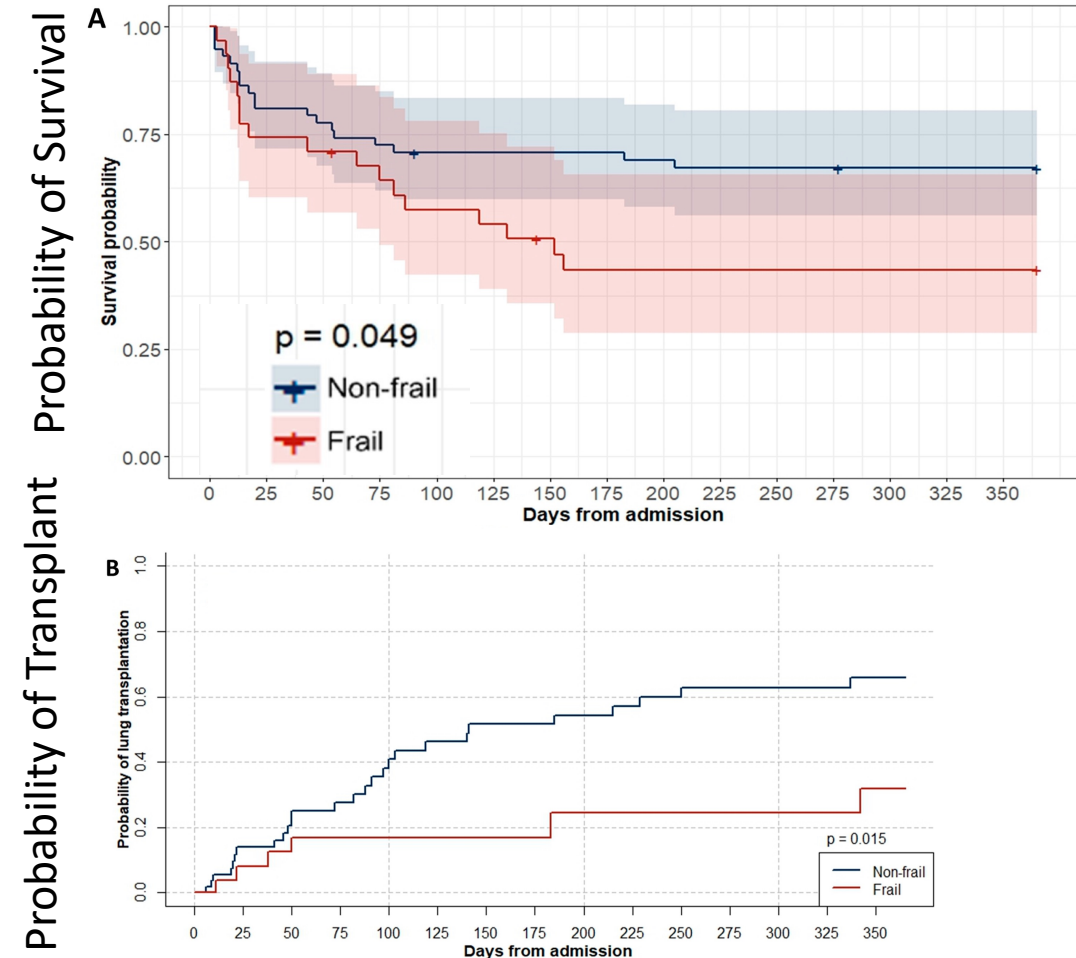 Probability of Survival
A
Survival probability
1.00
0.75
0.50
0.25
0.00
p = 0.049
Non-frail
Frail
0 25 50 75 100 125 150 175 200 225 250 275 300 325 350
Days from admission
Probability of Transplant
B
Probability of lung transplantation
1.0
0.8
0.6
0.4
0.2
0.0
p = 0.015
Non-frail
Frail
0 25 50 75 100 125 150 175 200 225 250 275 300 325 350
Days from admission